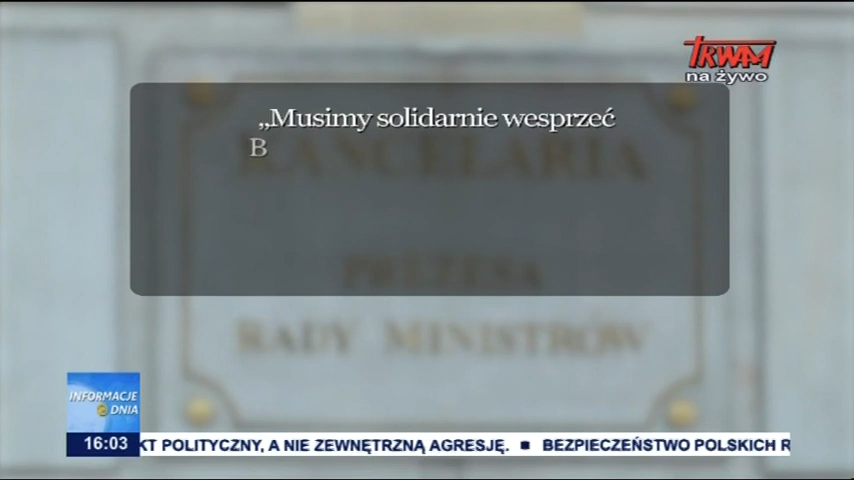 TRWAM
na żywo
„Musimy solidarnie wesprzeć
B
KANCELARIA
PREZESA
RADY MINISTRÓW
INFORMACJE
DNIA
16:03
KT POLITYCZNY, A NIE ZEWNĘTRZNĄ AGRESJĘ. ■ BEZPIECZEŃSTWO POLSKICH R